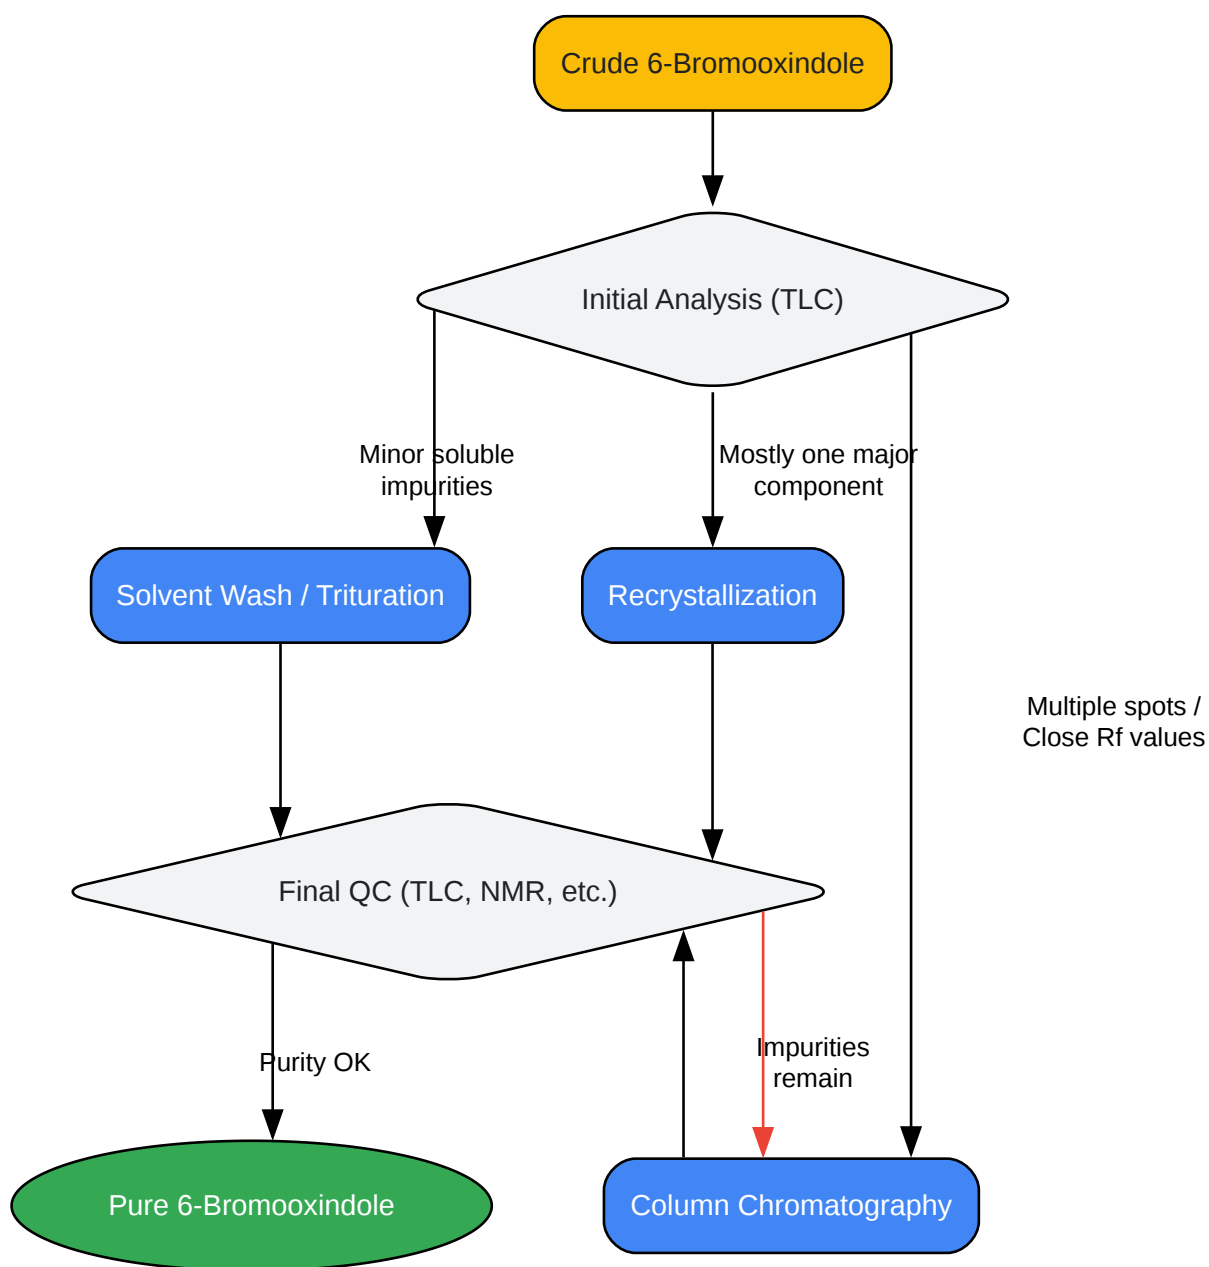 Crude 6-Bromooxindole
Initial Analysis (TLC)
Minor soluble
impurities
Mostly one major
component
Solvent Wash / Trituration
Recrystallization
Multiple spots /
Close Rf values
Final QC (TLC, NMR, etc.)
Purity OK
Impurities
remain
Pure 6-Bromooxindole
Column Chromatography